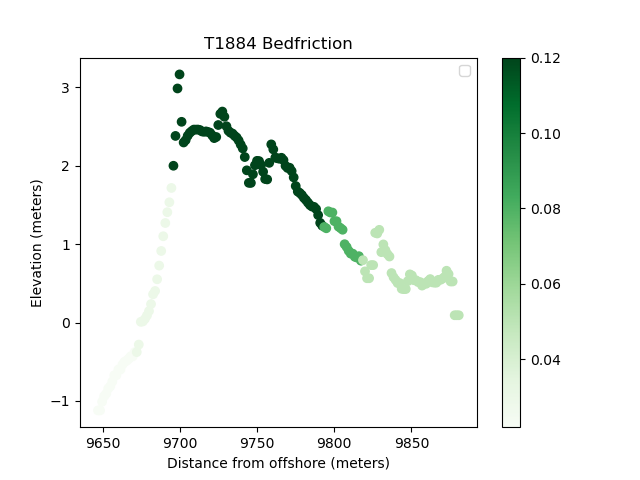 T1884 Bedfriction
Elevation (meters)
3
2
1
0
−1
9650 9700 9750 9800 9850
Distance from offshore (meters)
0.12
0.10
0.08
0.06
0.04